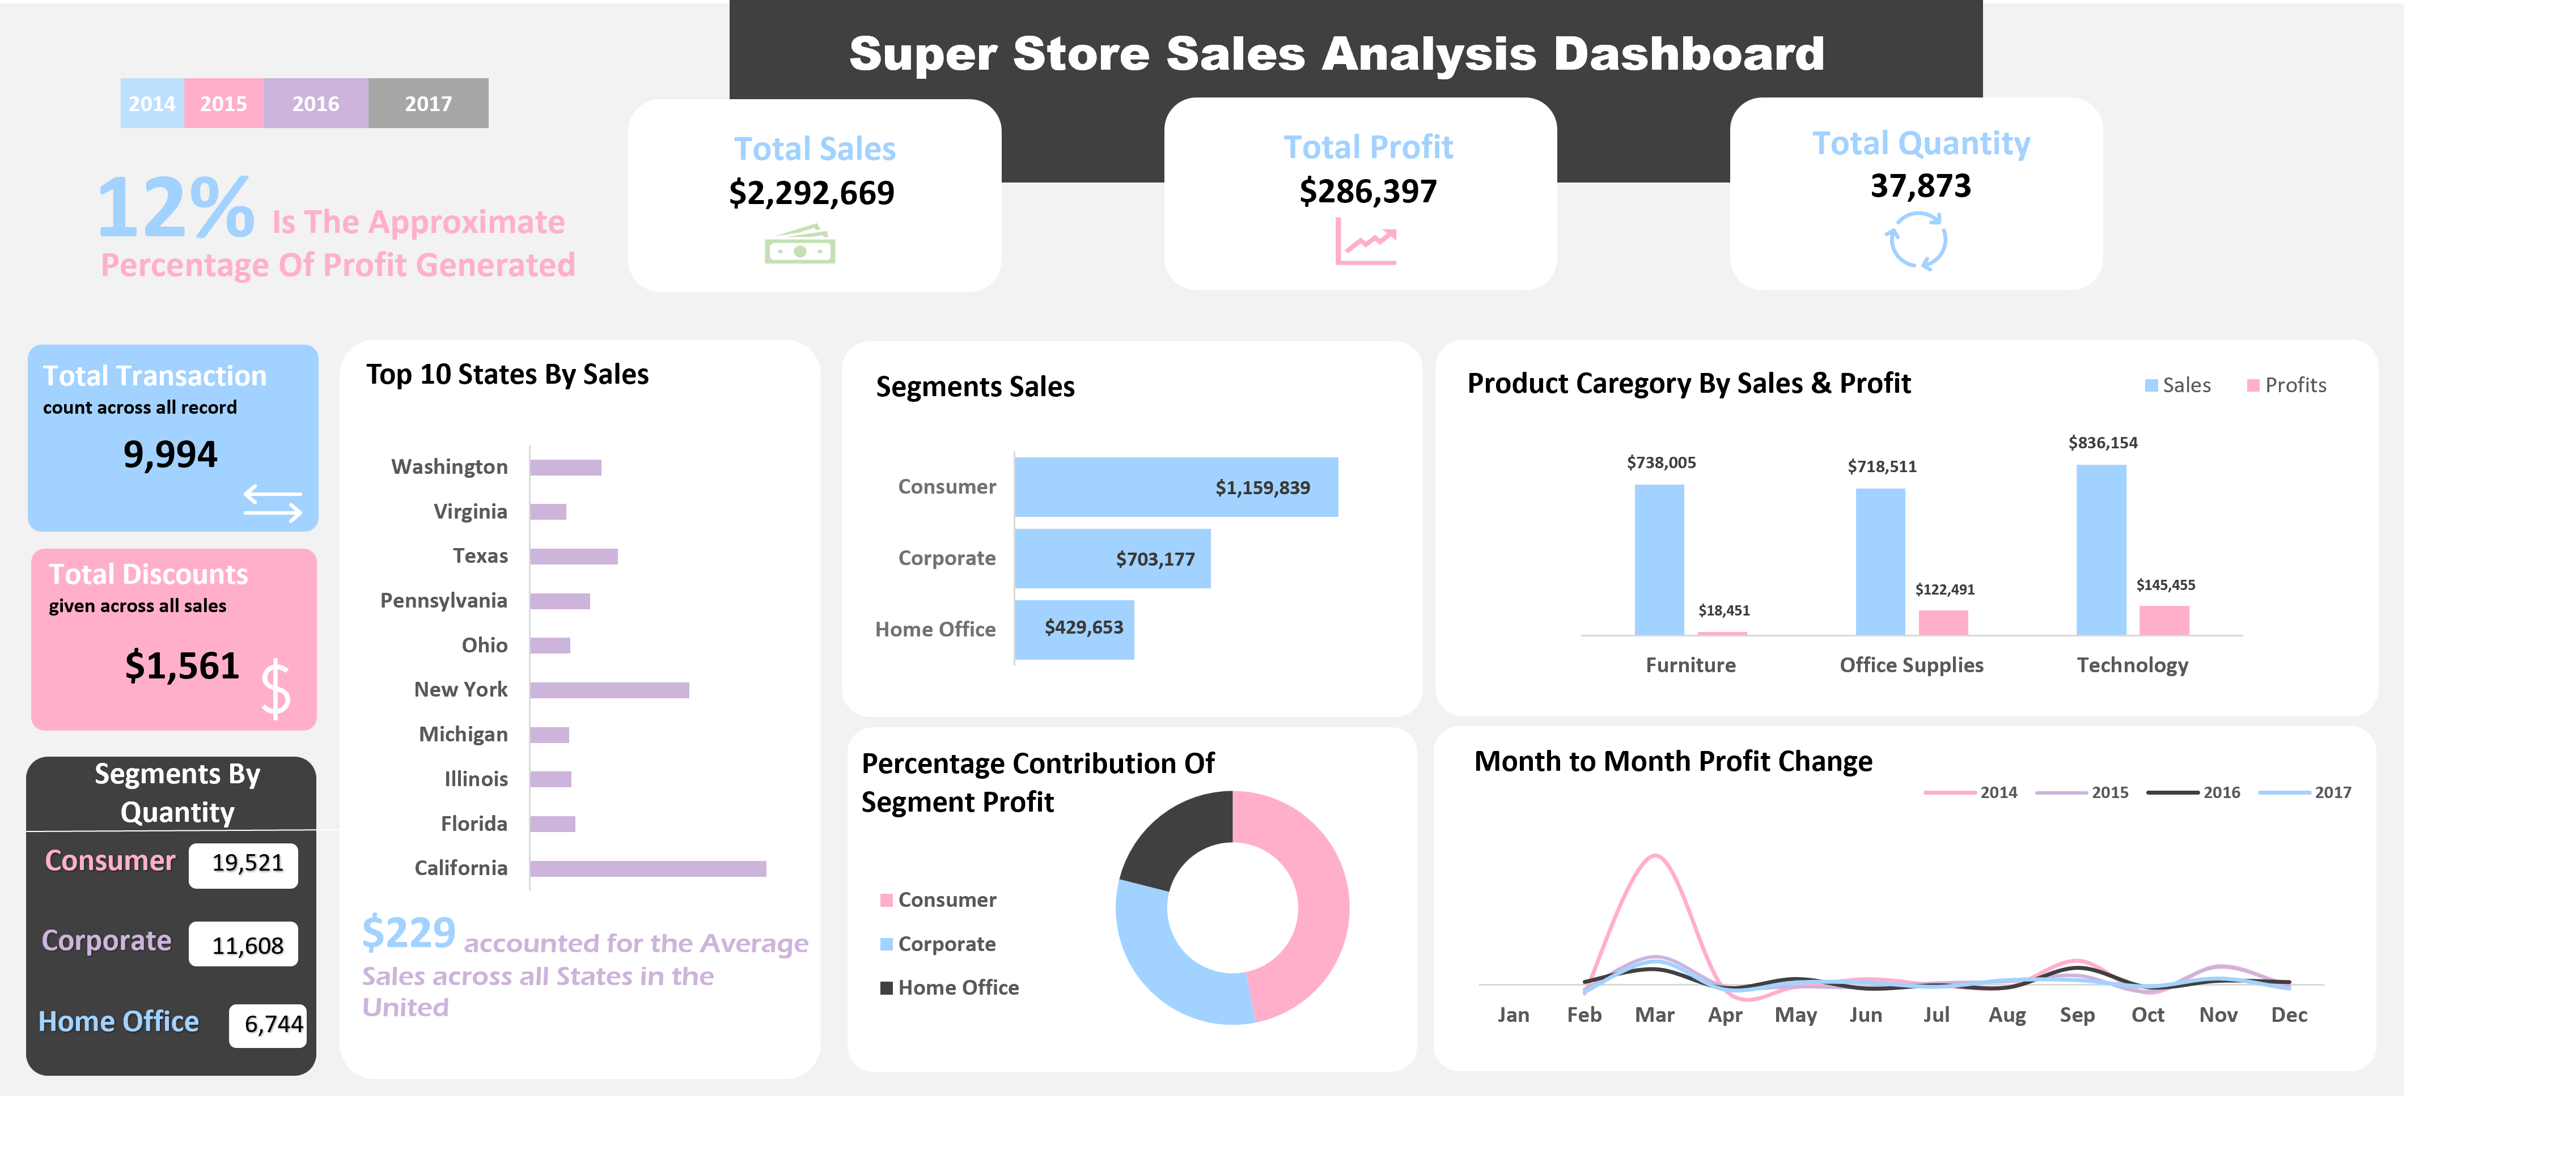 Super Store Sales Analysis Dashboard
2014 2015 2016 2017
12% Is The Approximate
Percentage Of Profit Generated
Total Sales
$2,292,669
Total Profit
$286,397
Total Quantity
37,873
Total Transaction
count across all record
9,994
Total Discounts
given across all sales
$1,561
$
Segments By
Quantity
Consumer 19,521
Corporate 11,608
Home Office 6,744
Top 10 States By Sales
Washington
Virginia
Texas
Pennsylvania
Ohio
New York
Michigan
Illinois
Florida
California
$229 accounted for the Average
Sales across all States in the
United
Segments Sales
Consumer $1,159,839
Corporate $703,177
Home Office $429,653
Product Caregory By Sales & Profit
Sales Profits
$738,005 $18,451 $718,511 $122,491 $836,154 $145,455
Furniture Office Supplies Technology
Percentage Contribution Of
Segment Profit
Consumer
Corporate
Home Office
Month to Month Profit Change
2014 2015 2016 2017
Jan Feb Mar Apr May Jun Jul Aug Sep Oct Nov Dec